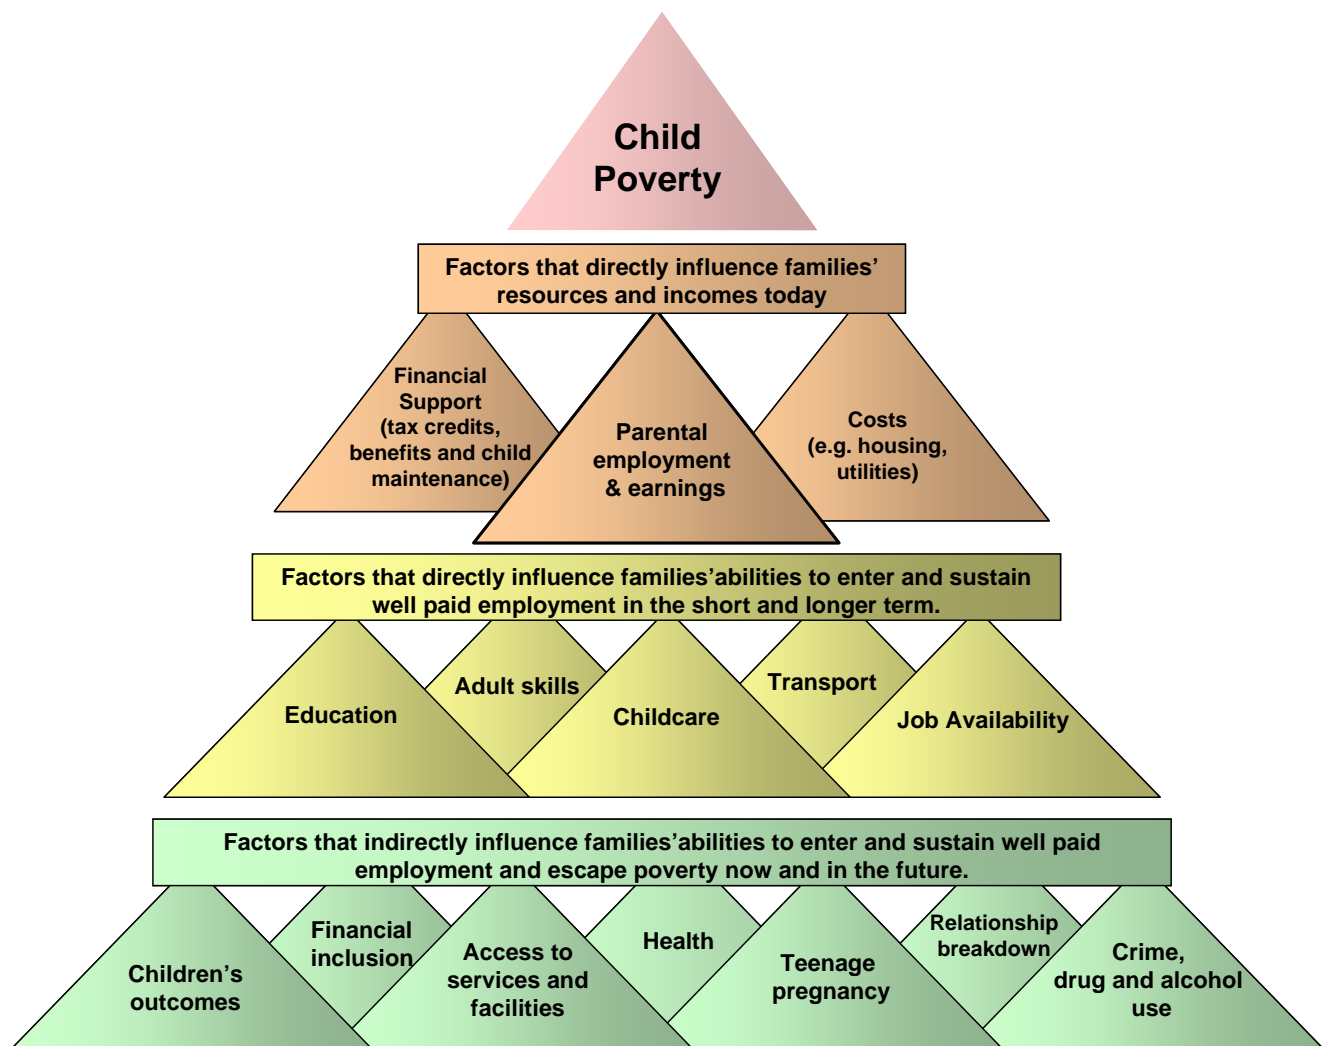 Child
Poverty
Factors that directly influence families’
resources and incomes today
Financial
Support
(tax credits,
benefits and child
maintenance)
Parental
employment
& earnings
Costs
(e.g. housing,
utilities)
Factors that directly influence families’abilities to enter and sustain
well paid employment in the short and longer term.
Education
Adult skills
Childcare
Transport
Job Availability
Factors that indirectly influence families’abilities to enter and sustain well paid
employment and escape poverty now and in the future.
Children’s
outcomes
Financial
inclusion
Access to
services and
facilities
Health
Teenage
pregnancy
Relationship
breakdown
Crime,
drug and alcohol
use